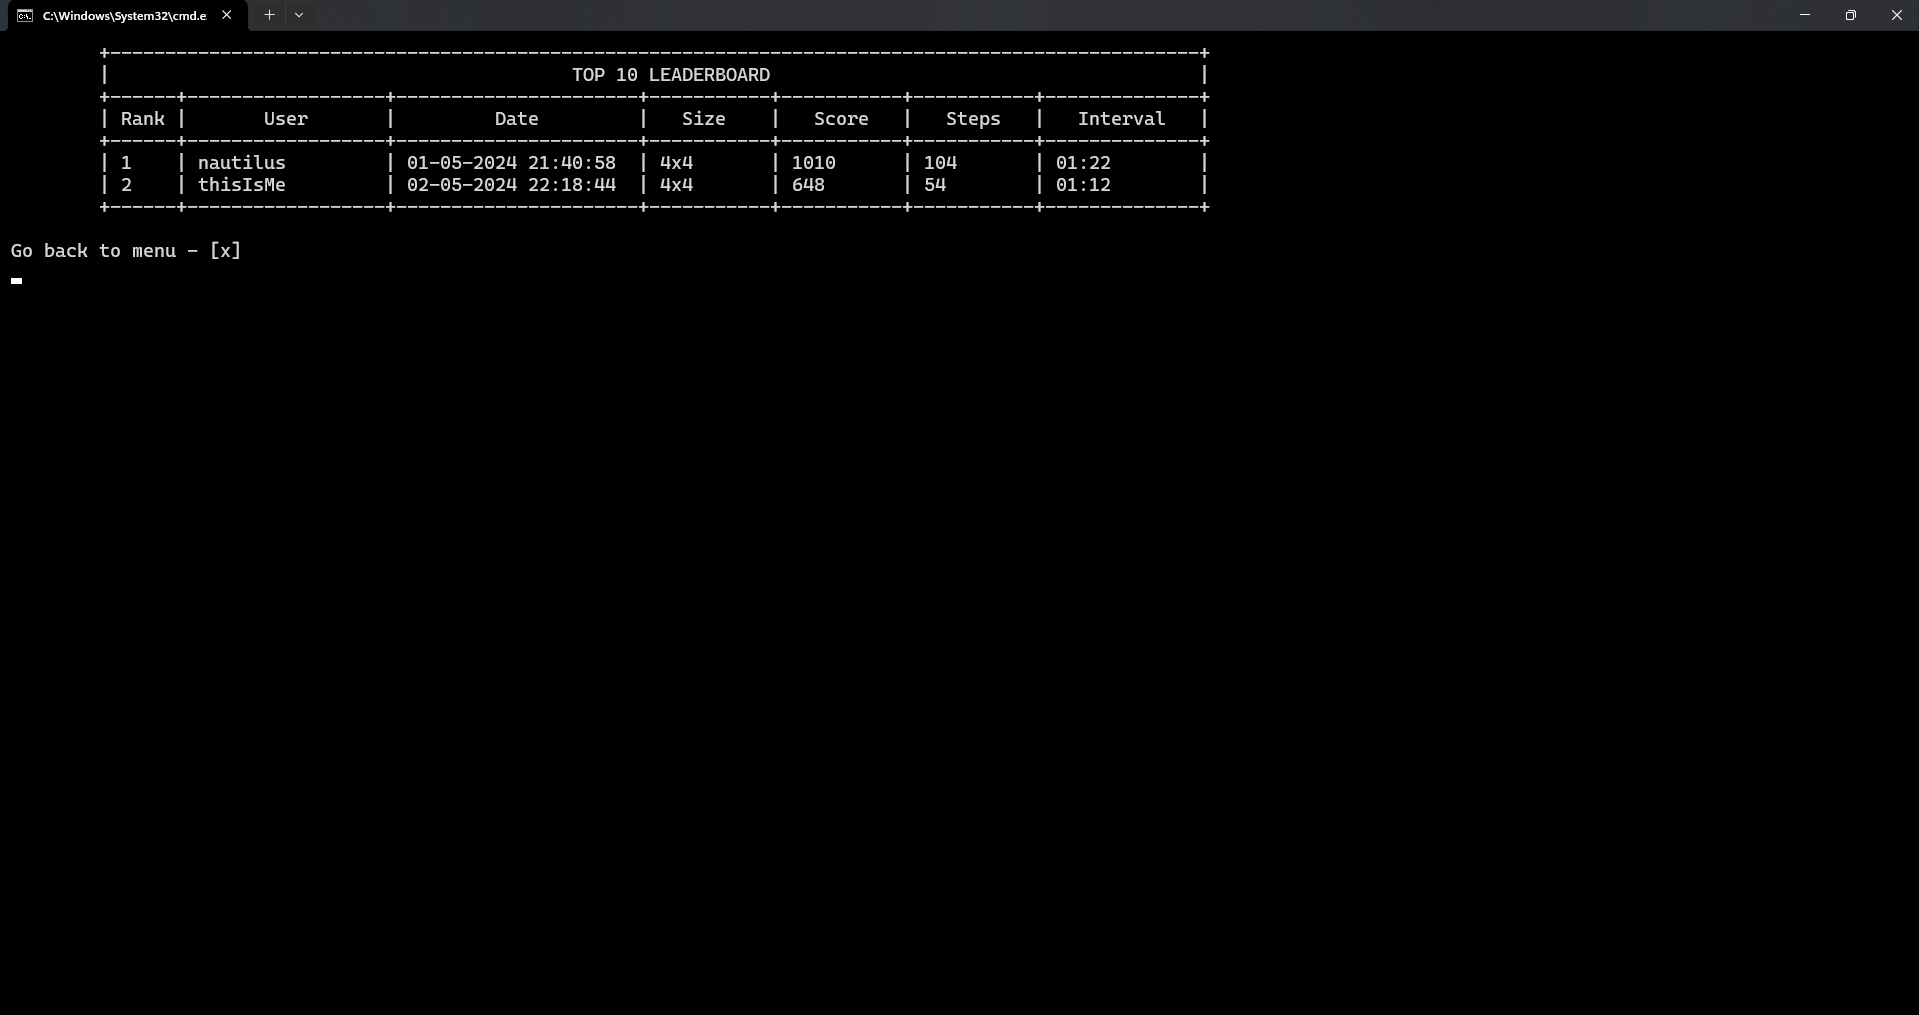 C:\Windows\System32\cmd.e
TOP 10 LEADERBOARD
| Rank | User | Date | Size | Score | Steps | Interval |
| 1 | nautilus | 01-05-2024 21:40:58 | 4x4 | 1010 | 104 | 01:22 |
| 2 | thisIsMe | 02-05-2024 22:18:44 | 4x4 | 648 | 54 | 01:12 |
Go back to menu - [x]